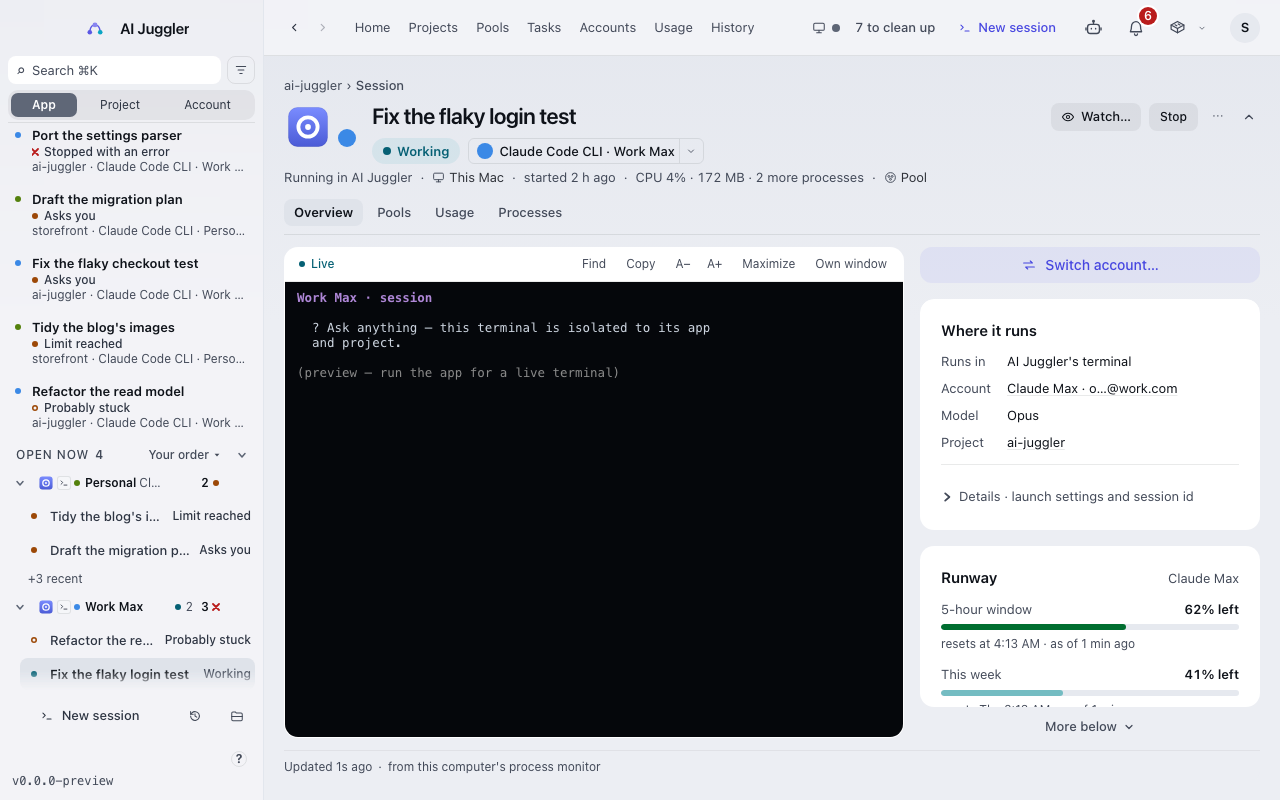 AI Juggler
Search ⌘K
App Project Account
Port the settings parser
Stopped with an error
ai-juggler · Claude Code CLI · Work ...
Draft the migration plan
Asks you
storefront · Claude Code CLI · Perso...
Fix the flaky checkout test
Asks you
ai-juggler · Claude Code CLI · Work ...
Tidy the blog's images
Limit reached
storefront · Claude Code CLI · Perso...
Refactor the read model
Probably stuck
ai-juggler · Claude Code CLI · Work ...
OPEN NOW 4 Your order
Personal Cl... 2
Tidy the blog's i... Limit reached
Draft the migration p... Asks you
+3 recent
Work Max 2 3
Refactor the re... Probably stuck
Fix the flaky login test Working
New session
?
v0.0.0-preview
Home Projects Pools Tasks Accounts Usage History 7 to clean up New session 6 S
ai-juggler › Session
Fix the flaky login test
Watch... Stop ...
Working Claude Code CLI · Work Max
Running in AI Juggler · This Mac · started 2 h ago · CPU 4% · 172 MB · 2 more processes · Pool
Overview Pools Usage Processes
Live Find Copy A− A+ Maximize Own window
Work Max · session
? Ask anything — this terminal is isolated to its app
and project.
(preview — run the app for a live terminal)
Switch account...
Where it runs
Runs in AI Juggler's terminal
Account Claude Max · o...@work.com
Model Opus
Project ai-juggler
Details · launch settings and session id
Runway Claude Max
5-hour window 62% left
resets at 4:13 AM · as of 1 min ago
This week 41% left
More below
Updated 1s ago · from this computer's process monitor